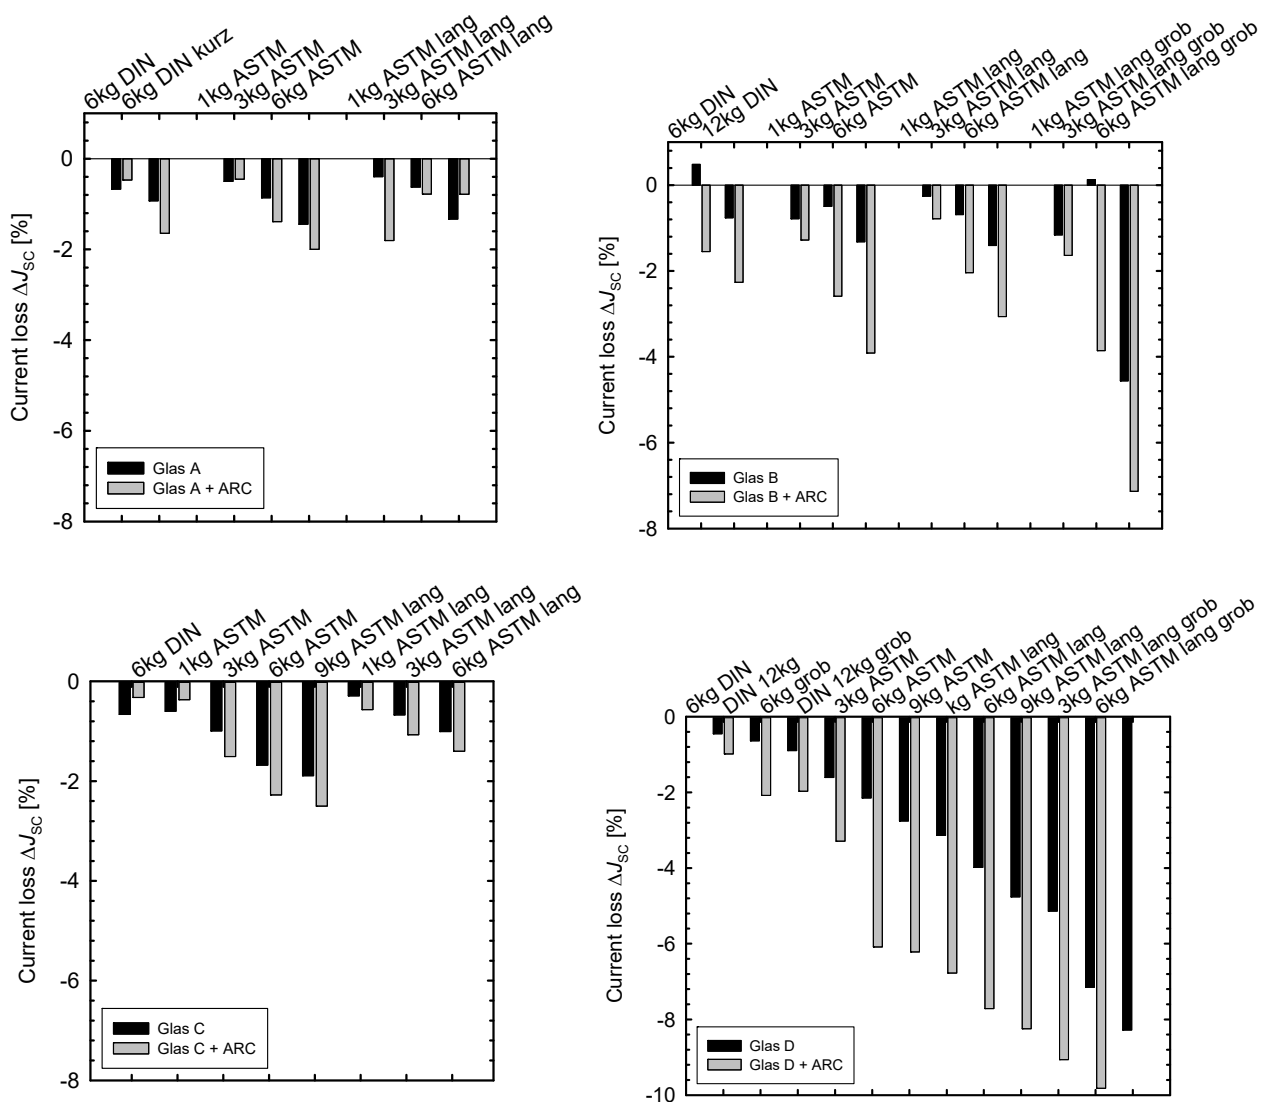 6kg DIN
6kg DIN kurz
1kg ASTM
3kg ASTM
6kg ASTM
1kg ASTM lang
3kg ASTM lang
6kg ASTM lang
0
-2
-4
-6
-8
Current loss ΔJSC [%]
Glas A
Glas A + ARC
6kg DIN
12kg DIN
1kg ASTM
3kg ASTM
6kg ASTM
1kg ASTM lang
3kg ASTM lang
6kg ASTM lang
1kg ASTM lang grob
3kg ASTM lang grob
6kg ASTM lang grob
0
-2
-4
-6
-8
Current loss ΔJSC [%]
Glas B
Glas B + ARC
6kg DIN
1kg ASTM
3kg ASTM
6kg ASTM
9kg ASTM lang
1kg ASTM lang
3kg ASTM lang
6kg ASTM lang
0
-2
-4
-6
-8
Current loss ΔJSC [%]
Glas C
Glas C + ARC
6kg DIN
DIN 12kg
6kg grob
DIN 12kg grob
3kg ASTM
6kg ASTM
9kg ASTM
kg ASTM lang
6kg ASTM lang
9kg ASTM lang
3kg ASTM lang grob
6kg ASTM lang grob
0
-2
-4
-6
-8
-10
Current loss ΔJSC [%]
Glas D
Glas D + ARC